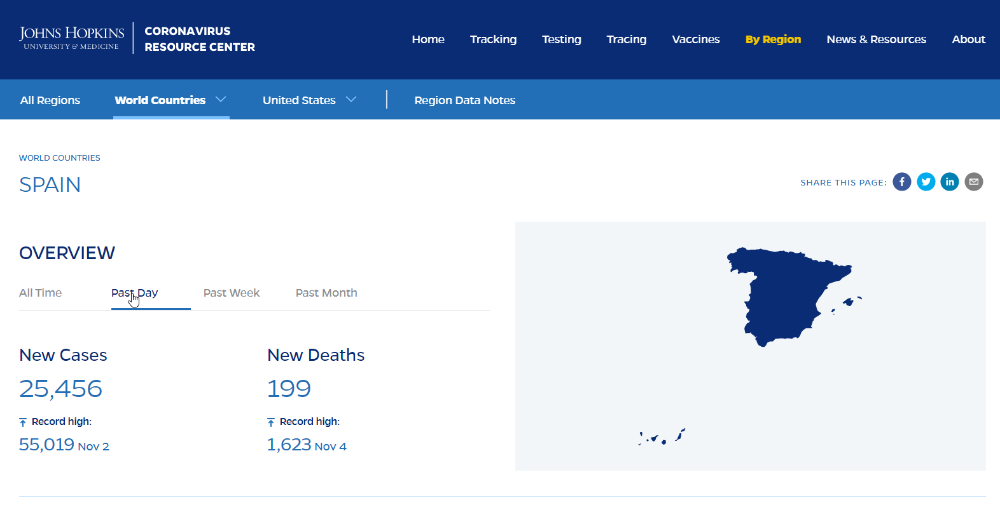 JOHNS HOPKINS
UNIVERSITY & MEDICINE
CORONAVIRUS
RESOURCE CENTER
Home Tracking Testing Tracing Vaccines By Region News & Resources About
All Regions World Countries United States Region Data Notes
WORLD COUNTRIES
SPAIN
SHARE THIS PAGE:
OVERVIEW
All Time Past Day Past Week Past Month
New Cases
25,456
Record high:
55,019 Nov 2
New Deaths
199
Record high:
1,623 Nov 4